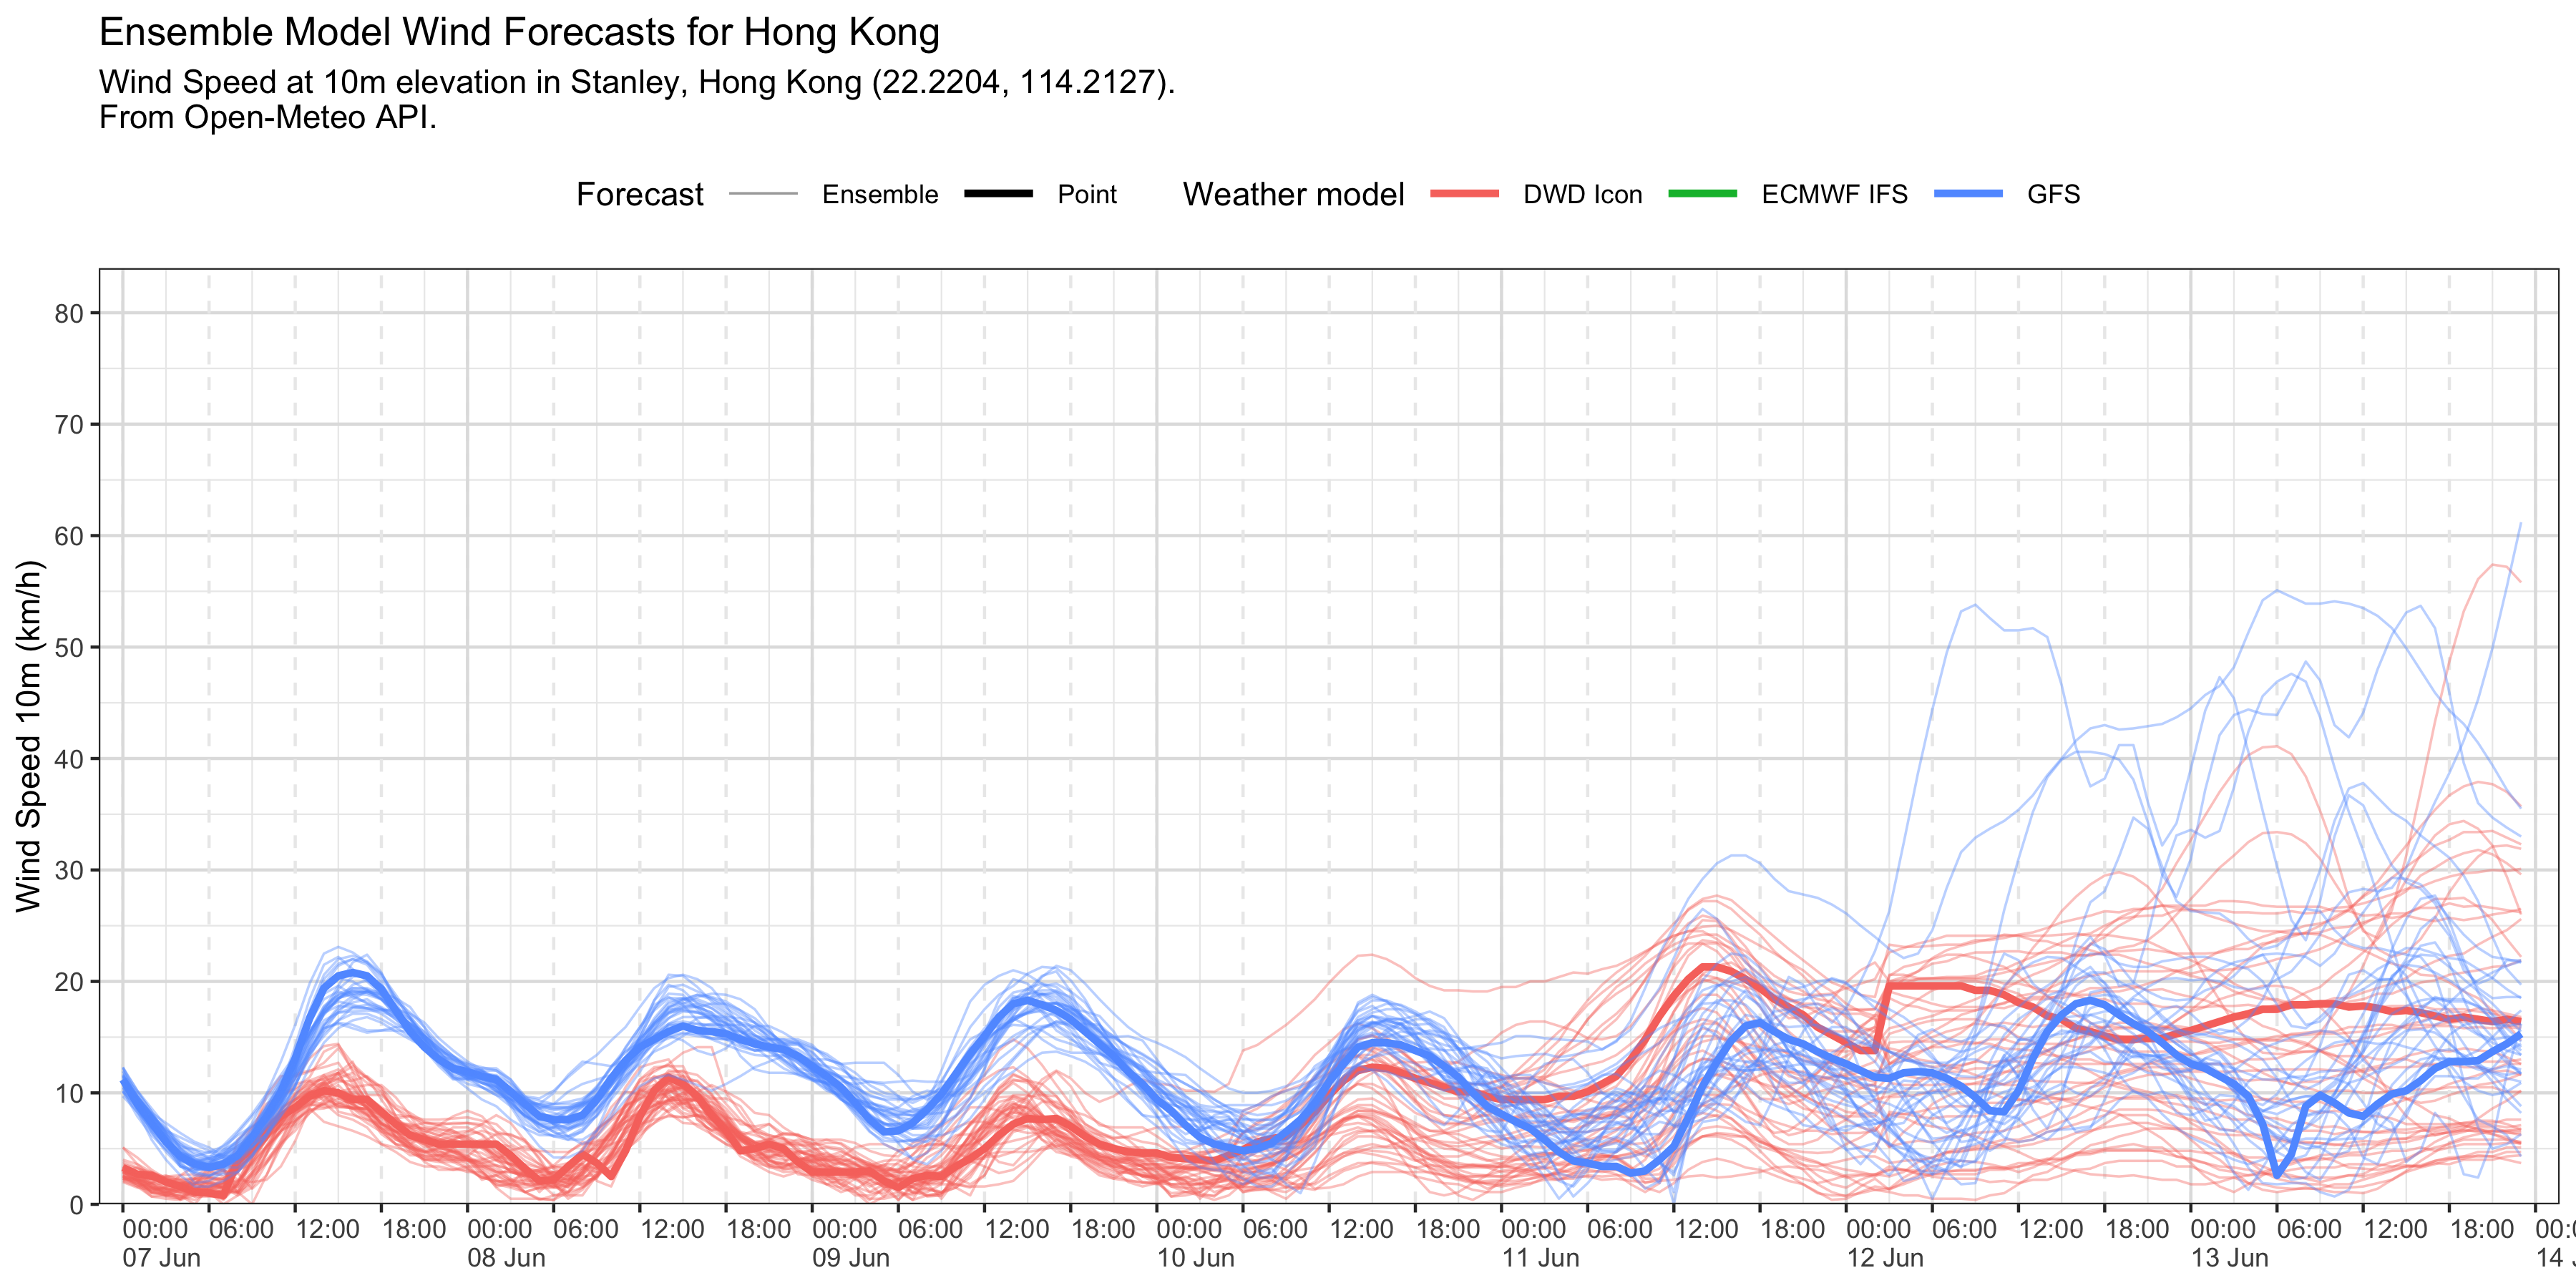 Ensemble Model Wind Forecasts for Hong Kong
Wind Speed at 10m elevation in Stanley, Hong Kong (22.2204, 114.2127).
From Open-Meteo API.
Forecast Ensemble Point Weather model DWD Icon ECMWF IFS GFS
Wind Speed 10m (km/h)
80
70
60
50
40
30
20
10
0
00:00 06:00 12:00 18:00 00:00 06:00 12:00 18:00 00:00 06:00 12:00 18:00 00:00 06:00 12:00 18:00 00:00 06:00 12:00 18:00 00:00 06:00 12:00 18:00 00:00 06:00 12:00 18:00
07 Jun 08 Jun 09 Jun 10 Jun 11 Jun 12 Jun 13 Jun 14